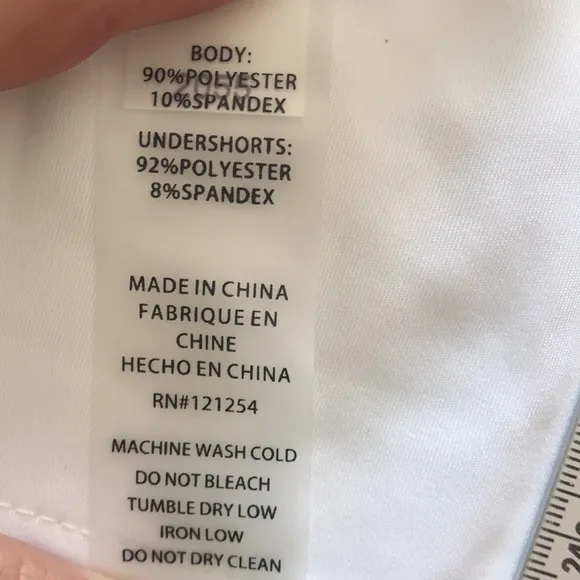 BODY:
90%POLYESTER
10%SPANDEX
UNDERSHORTS:
92%POLYESTER
8%SPANDEX
MADE IN CHINA
FABRIQUE EN
CHINE
HECHO EN CHINA
RN#121254
MACHINE WASH COLD
DO NOT BLEACH
TUMBLE DRY LOW
IRON LOW
DO NOT DRY CLEAN